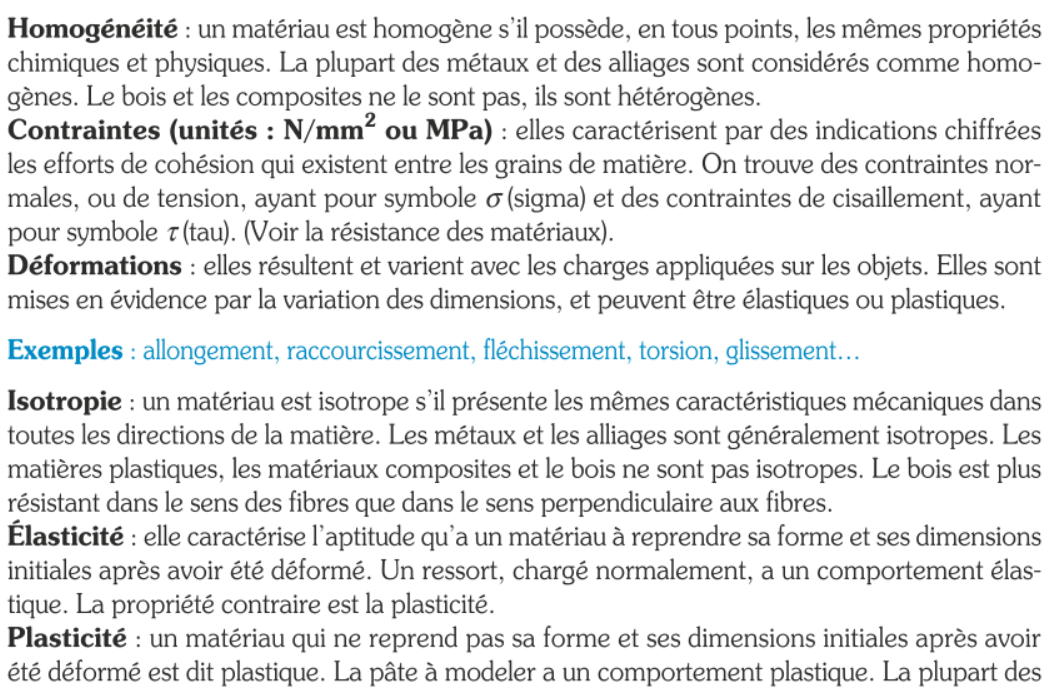 Homogénéité : un matériau est homogène s'il possède, en tous points, les mêmes propriétés
chimiques et physiques. La plupart des métaux et des alliages sont considérés comme homo-
gènes. Le bois et les composites ne le sont pas, ils sont hétérogènes.
Contraintes (unités : N/mm² ou MPa) : elles caractérisent par des indications chiffrées
les efforts de cohésion qui existent entre les grains de matière. On trouve des contraintes nor-
males, ou de tension, ayant pour symbole σ (sigma) et des contraintes de cisaillement, ayant
pour symbole τ (tau). (Voir la résistance des matériaux).
Déformations : elles résultent et varient avec les charges appliquées sur les objets. Elles sont
mises en évidence par la variation des dimensions, et peuvent être élastiques ou plastiques.
Exemples : allongement, raccourcissement, fléchissement, torsion, glissement…
Isotropie : un matériau est isotrope s'il présente les mêmes caractéristiques mécaniques dans
toutes les directions de la matière. Les métaux et les alliages sont généralement isotropes. Les
matières plastiques, les matériaux composites et le bois ne sont pas isotropes. Le bois est plus
résistant dans le sens des fibres que dans le sens perpendiculaire aux fibres.
Élasticité : elle caractérise l'aptitude qu'a un matériau à reprendre sa forme et ses dimensions
initiales après avoir été déformé. Un ressort, chargé normalement, a un comportement élas-
tique. La propriété contraire est la plasticité.
Plasticité : un matériau qui ne reprend pas sa forme et ses dimensions initiales après avoir
été déformé est dit plastique. La pâte à modeler a un comportement plastique. La plupart des